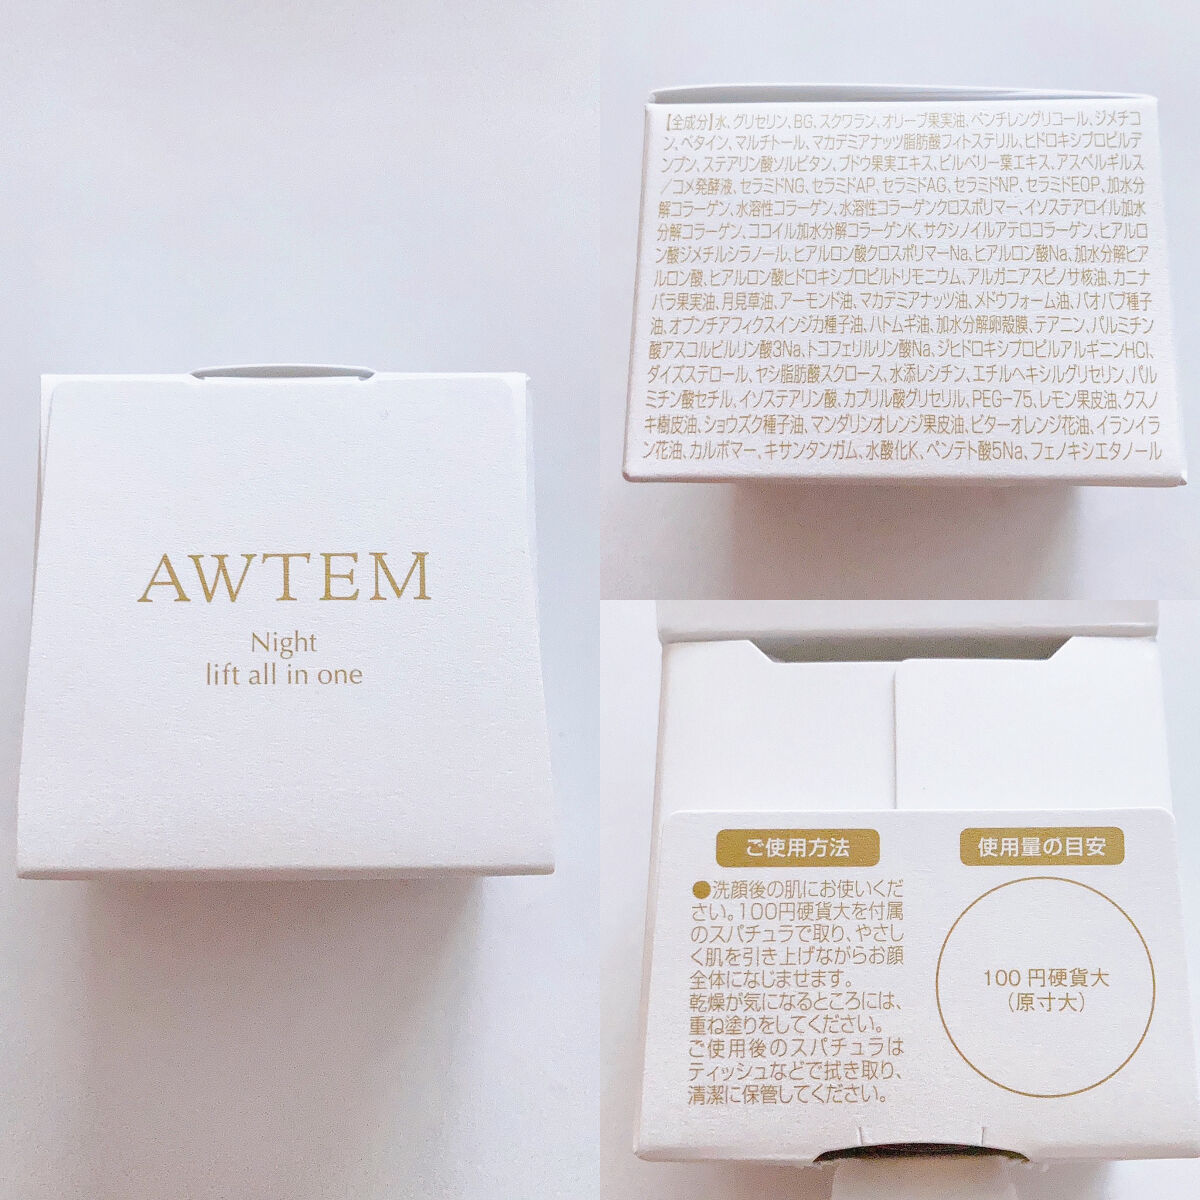 AWTEM
Night
lift all in one
【全成分】水、グリセリン、BG、スクワラン、オリーブ果実油、ペンチレングリコール、ジメチコ
ン、ベタイン、マルチトール、マカデミアナッツ脂肪酸フィトステリル、ヒドロキシプロピルデ
ンプン、ステアリン酸ソルビタン、ブドウ果実エキス、ビルベリー葉エキス、アスペルギルス
/コメ発酵液、セラミドNG、セラミドAP、セラミドAG、セラミドNP、セラミドEOP、加水分
解コラーゲン、水溶性コラーゲン、水溶性コラーゲンクロスポリマー、イソステアロイル加水
分解コラーゲン、ココイル加水分解コラーゲンK、サクシノイルアテロコラーゲン、ヒアルロ
ン酸ジメチルシラノール、ヒアルロン酸クロスポリマーNa、ヒアルロン酸Na、加水分解ヒア
ルロン酸、ヒアルロン酸ヒドロキシプロピルトリモニウム、アルガニアスピノサ核油、カニナ
バラ果実油、月見草油、アーモンド油、マカデミアナッツ油、メドウフォーム油、バオバブ種子
油、オプンチアフィクスインジカ種子油、ハトムギ油、加水分解卵殻膜、テアニン、パルミチン
酸アスコルビルリン酸3Na、トコフェリルリン酸Na、ジヒドロキシプロピルアルギニンHCl、
ダイズステロール、ヤシ脂肪酸スクロース、水添レシチン、エチルヘキシルグリセリン、パル
ミチン酸セチル、イソステアリン酸、カプリル酸グリセリル、PEG-75、レモン果皮油、クスノ
キ樹皮油、ショウズク種子油、マンダリンオレンジ果皮油、ビターオレンジ花油、イランイラ
ン花油、カルボマー、キサンタンガム、水酸化K、ペンテト酸5Na、フェノキシエタノール
ご使用方法
●洗顔後の肌にお使いくだ
さい。100円硬貨大を付属
のスパチュラで取り、やさし
く肌を引き上げながらお顔
全体になじませます。
乾燥が気になるところには、
重ね塗りをしてください。
ご使用後のスパチュラは
ティッシュなどで拭き取り、
清潔に保管してください。
使用量の目安
100 円硬貨大
(原寸大)